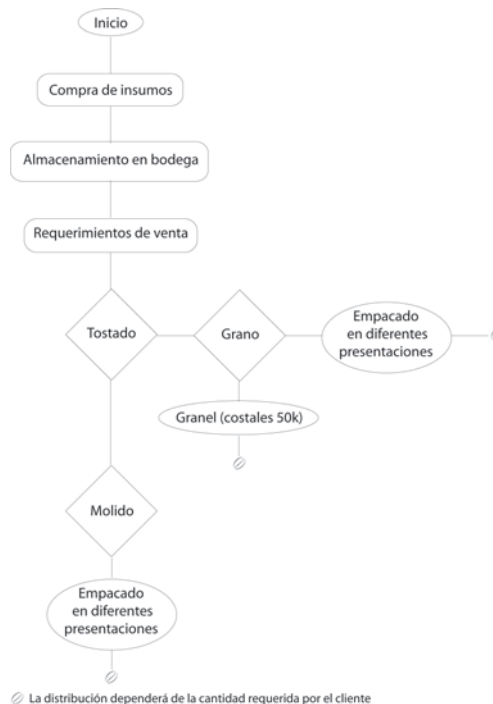 Inicio
Compra de insumos
Almacenamiento en bodega
Requerimientos de venta
Tostado
Grano
Empacado
en diferentes
presentaciones
Granel (costales 50k)
Molido
Empacado
en diferentes
presentaciones
La distribución dependerá de la cantidad requerida por el cliente